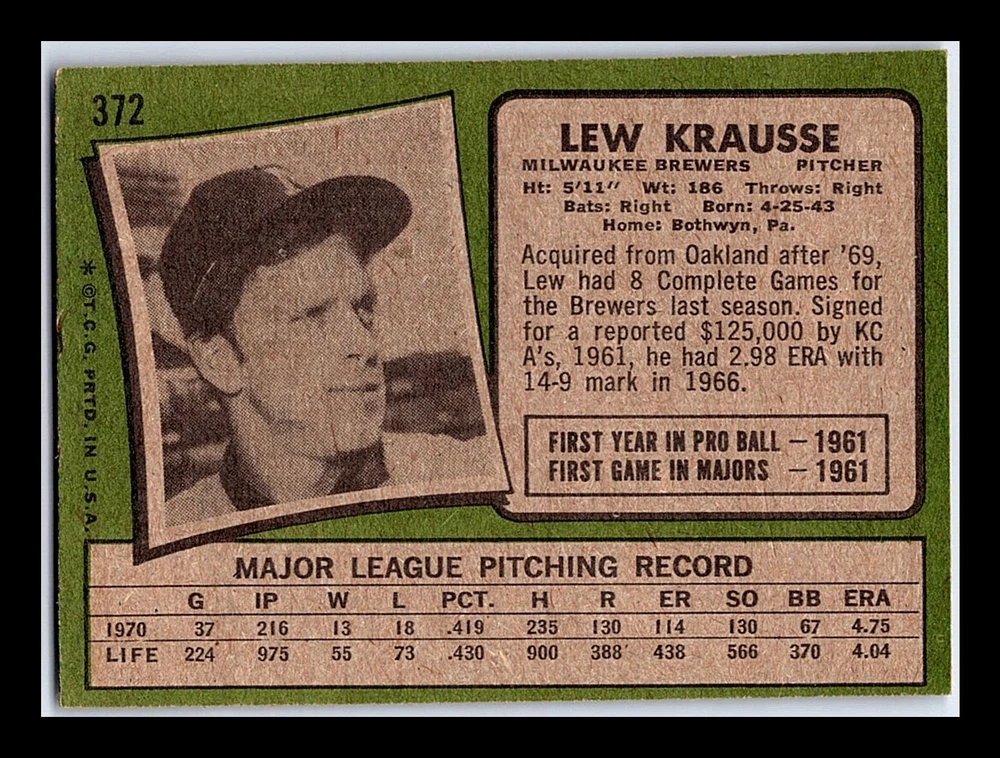 372
LEW KRAUSSE
MILWAUKEE BREWERS PITCHER
Ht: 5'11" Wt: 186 Throws: Right
Bats: Right Born: 4-25-43
Home: Bothwyn, Pa.
Acquired from Oakland after '69,
Lew had 8 Complete Games for
the Brewers last season. Signed
for a reported $125,000 by KC
A's, 1961, he had 2.98 ERA with
14-9 mark in 1966.
FIRST YEAR IN PRO BALL — 1961
FIRST GAME IN MAJORS — 1961
* ©T.C.G. PRTD. IN U.S.A.
MAJOR LEAGUE PITCHING RECORD
G IP W L PCT. H R ER SO BB ERA
1970 37 216 13 18 .419 235 130 114 130 67 4.75
LIFE 224 975 55 73 .430 900 388 438 566 370 4.04